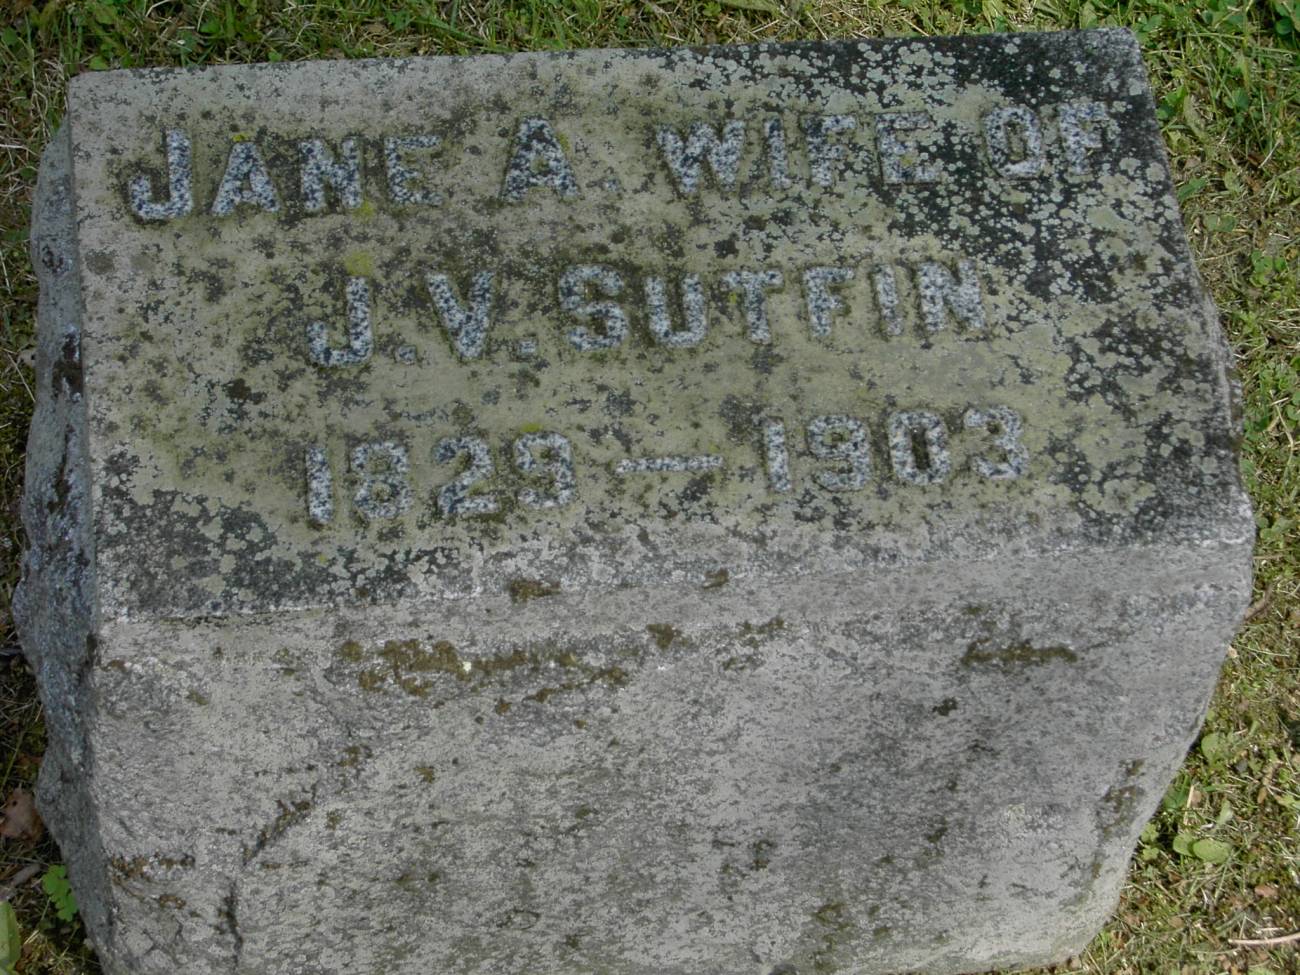 JANE A. WIFE OF
J. V. SUTFIN
1829 — 1903